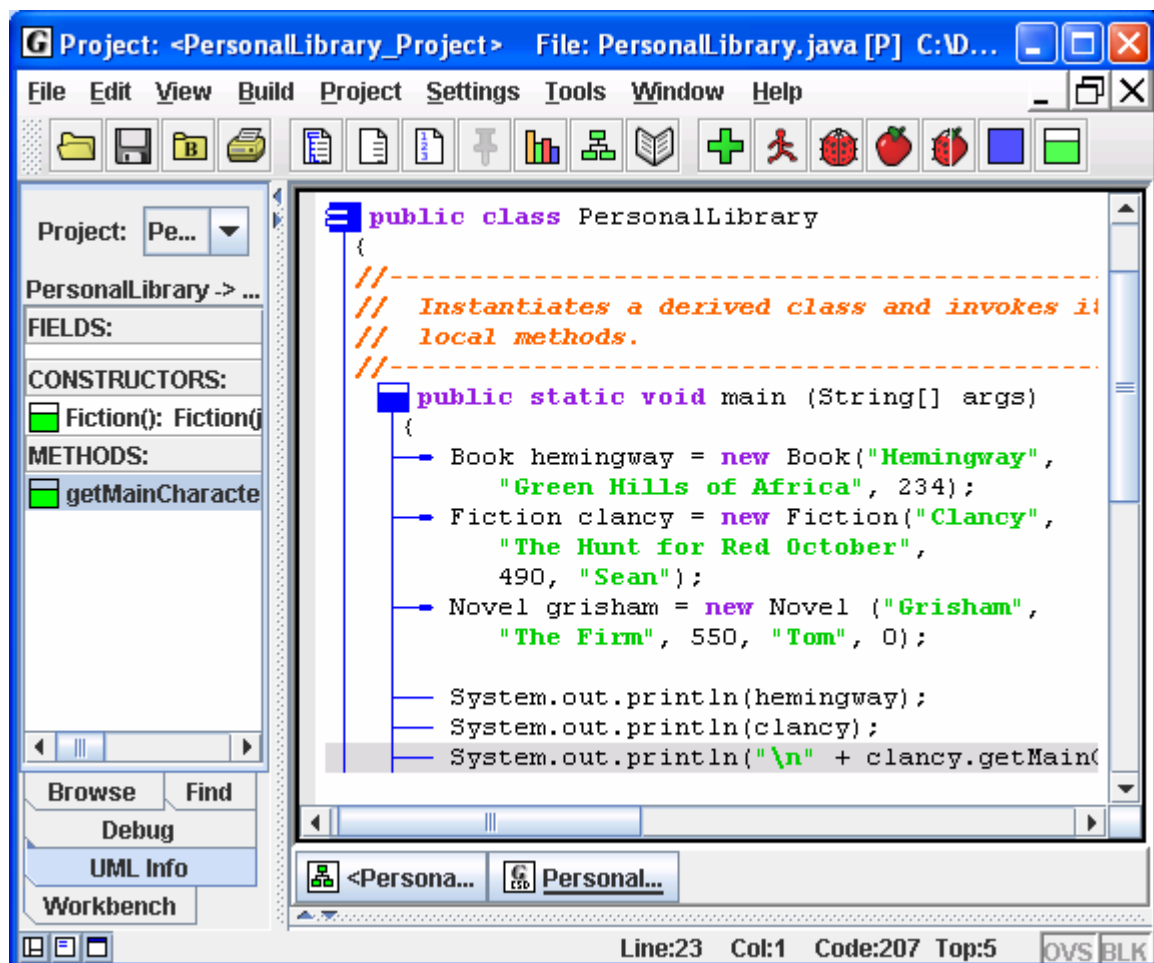 G Project: <PersonalLibrary_Project> File: PersonalLibrary.java [P] C:\D...
File Edit View Build Project Settings Tools Window Help
B
1 2 3
Project: Pe...
PersonalLibrary -> ...
FIELDS:
CONSTRUCTORS:
Fiction(): Fiction(j
METHODS:
getMainCharacte
Browse Find
Debug
UML Info
Workbench
public class PersonalLibrary
{
//-----------------------------------------------
// Instantiates a derived class and invokes it
// local methods.
//-----------------------------------------------
public static void main (String[] args)
{
Book hemingway = new Book("Hemingway",
"Green Hills of Africa", 234);
Fiction clancy = new Fiction("Clancy",
"The Hunt for Red October",
490, "Sean");
Novel grisham = new Novel ("Grisham",
"The Firm", 550, "Tom", 0);
System.out.println(hemingway);
System.out.println(clancy);
System.out.println("\n" + clancy.getMainC
<Persona... G CSD Personal...
Line:23 Col:1 Code:207 Top:5 OVS BLK